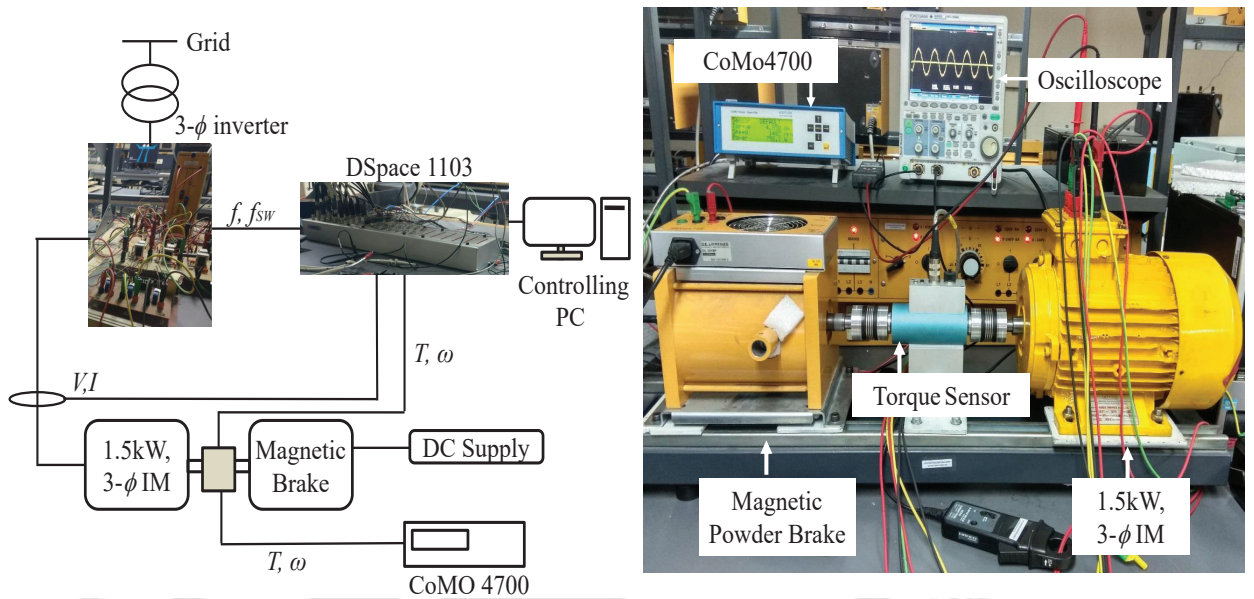 Grid
3-ϕ inverter
DSpace 1103
f, fSW
Controlling
PC
T, ω
V,I
1.5kW,
3-ϕ IM
Magnetic
Brake
DC Supply
T, ω
CoMO 4700
CoMo4700
Oscilloscope
Torque Sensor
Magnetic
Powder Brake
1.5kW,
3-ϕ IM